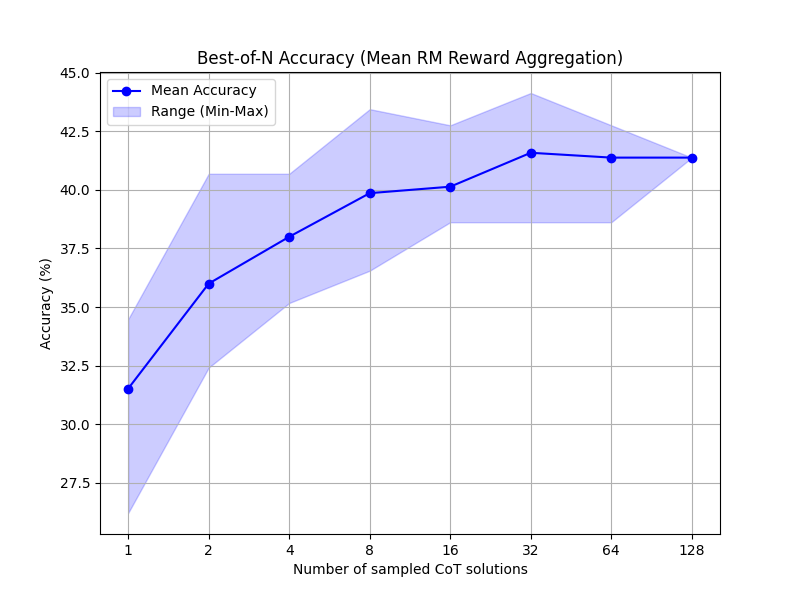 Best-of-N Accuracy (Mean RM Reward Aggregation)
Mean Accuracy
Range (Min-Max)
45.0
42.5
40.0
37.5
35.0
32.5
30.0
27.5
Accuracy (%)
1 2 4 8 16 32 64 128
Number of sampled CoT solutions